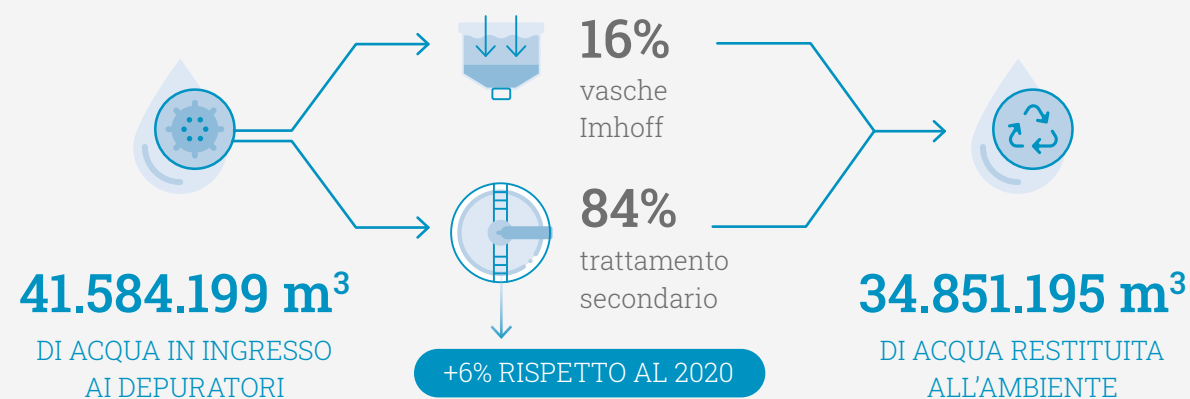 16%
vasche
Imhoff
84%
trattamento
secondario
41.584.199 m³
DI ACQUA IN INGRESSO
AI DEPURATORI
+6% RISPETTO AL 2020
34.851.195 m³
DI ACQUA RESTITUITA
ALL'AMBIENTE